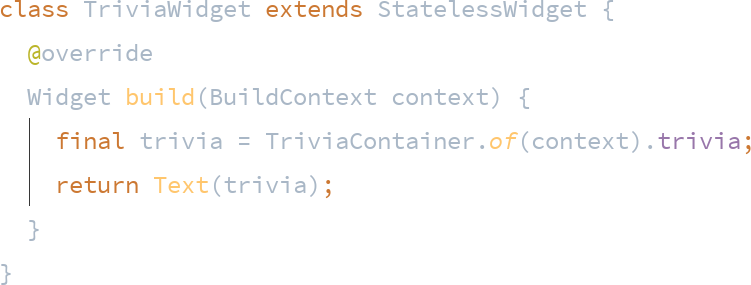 class TriviaWidget extends StatelessWidget {
  @override
  Widget build(BuildContext context) {
    final trivia = TriviaContainer.of(context).trivia;
    return Text(trivia);
  }
}